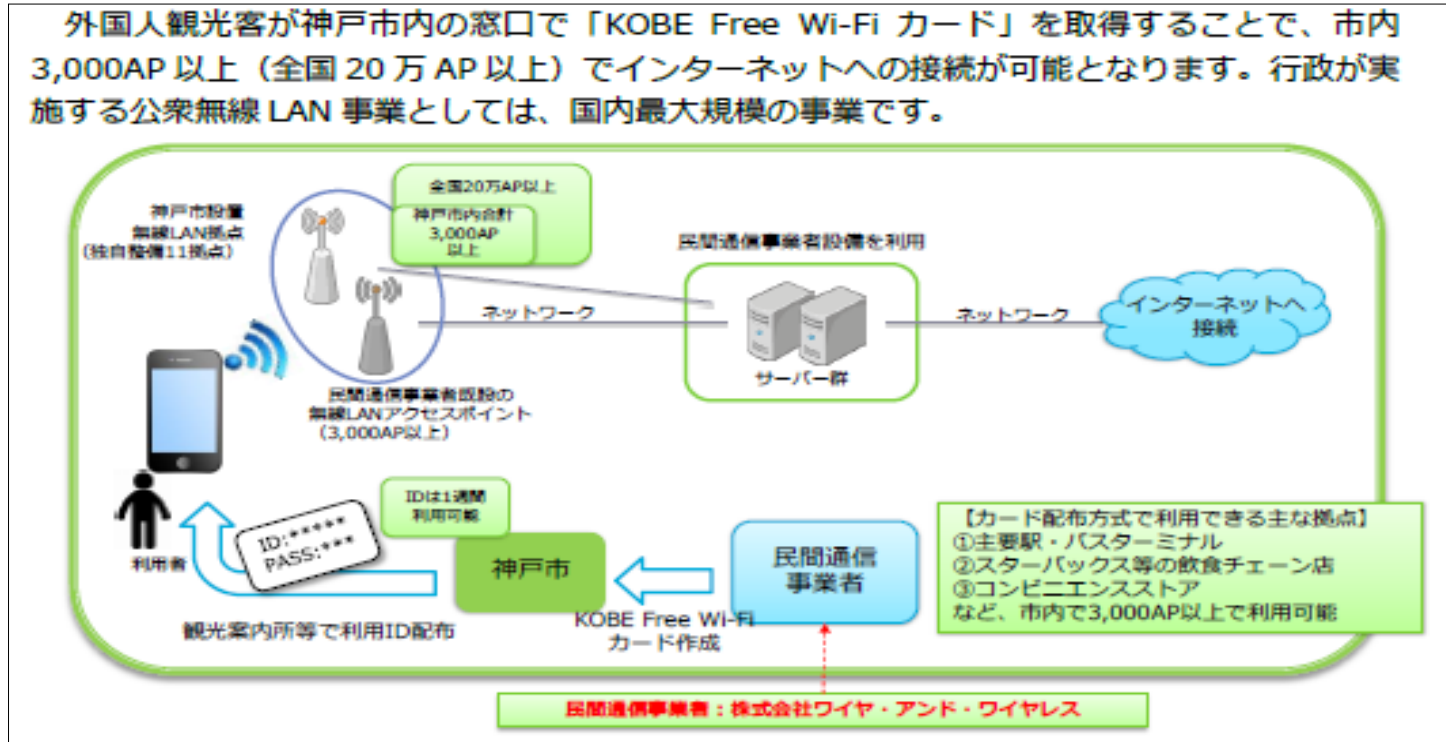 外国人観光客が神戸市内の窓口で「KOBE Free Wi-Fi カード」を取得することで、市内
3,000AP 以上（全国 20 万 AP 以上）でインターネットへの接続が可能となります。行政が実
施する公衆無線 LAN 事業としては、国内最大規模の事業です。
全国20万AP以上
神戸市内合計
3,000AP
以上
神戸市設置
無線LAN拠点
（独自整備11拠点）
民間通信事業者設備を利用
ネットワーク
ネットワーク
インターネットへ
接続
サーバー群
民間通信事業者既設の
無線LANアクセスポイント
（3,000AP以上）
IDは1週間
利用可能
ID:*****
PASS:***
利用者
神戸市
民間通信
事業者
【カード配布方式で利用できる主な拠点】
①主要駅・バスターミナル
②スターバックス等の飲食チェーン店
③コンビニエンスストア
など、市内で3,000AP以上で利用可能
観光案内所等で利用ID配布
KOBE Free Wi-Fi
カード作成
民間通信事業者：株式会社ワイヤ・アンド・ワイヤレス